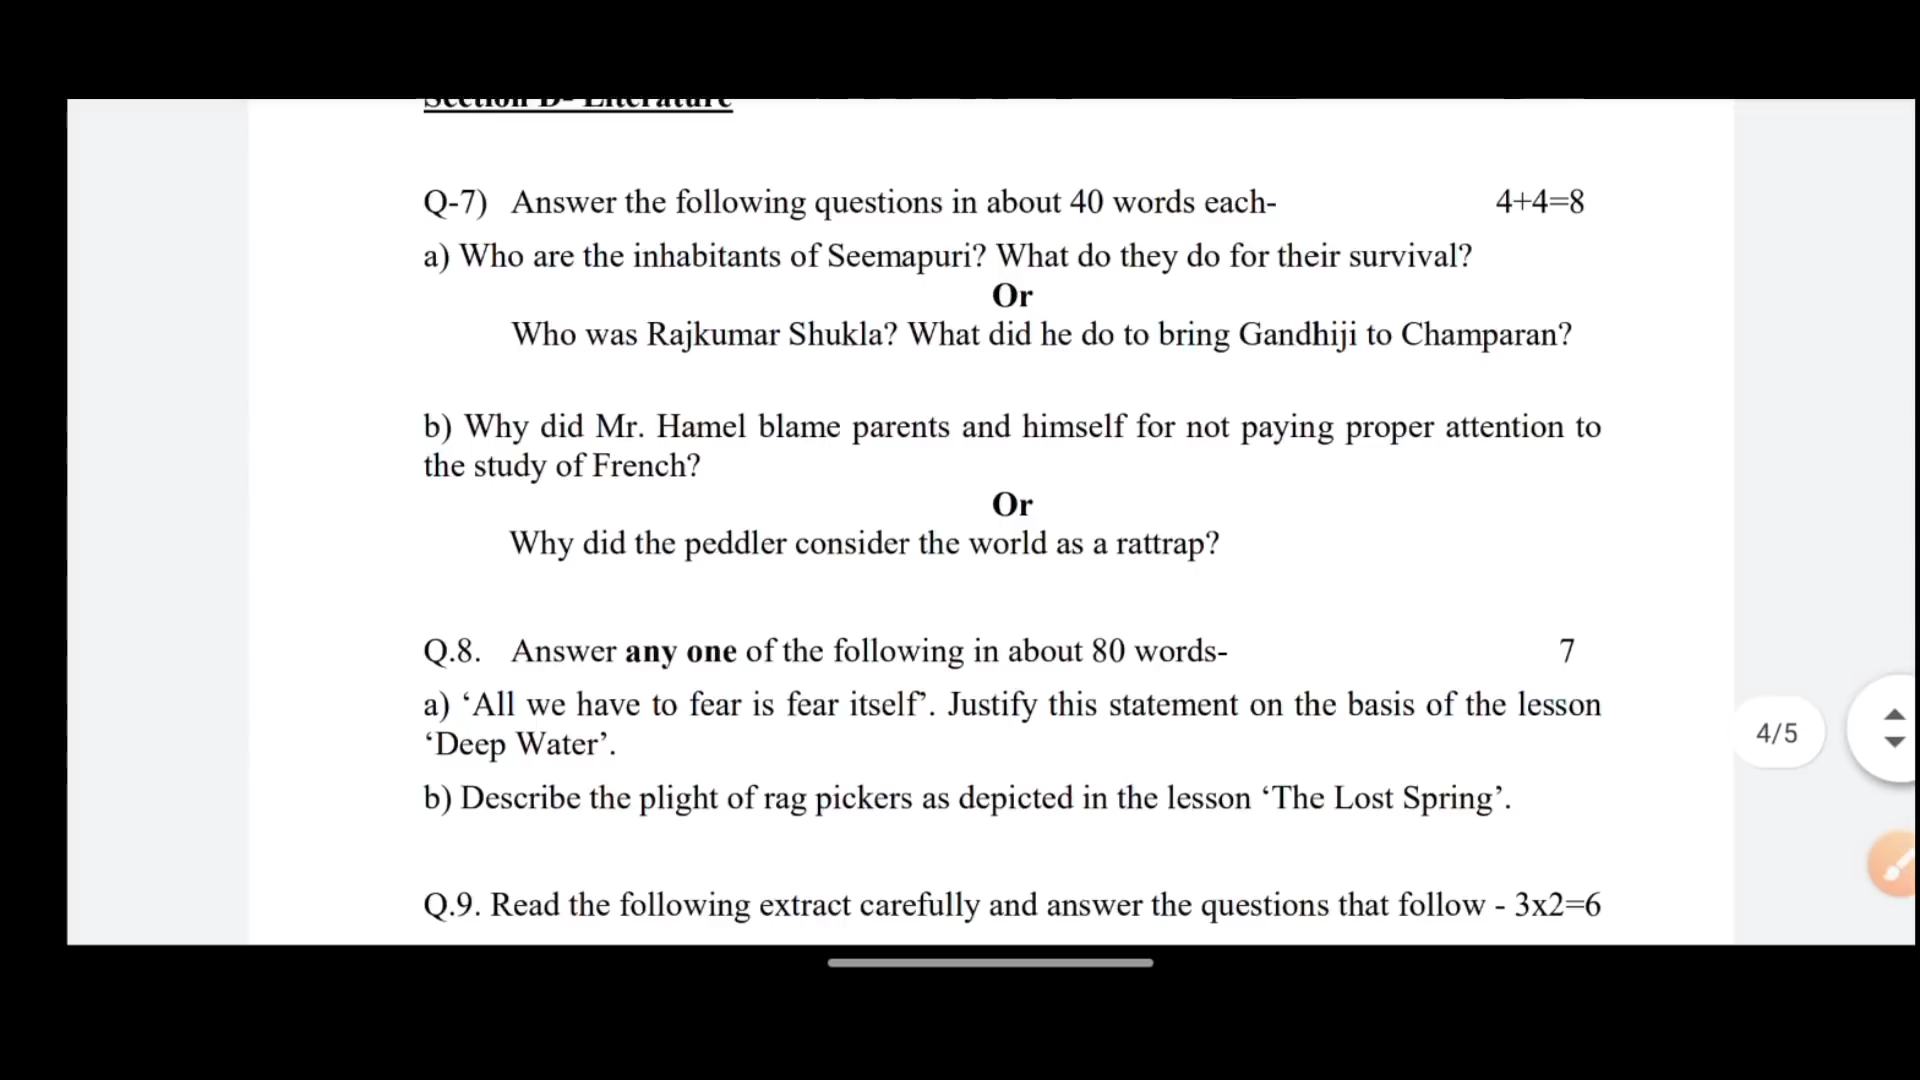 Section D- Literature
Q-7) Answer the following questions in about 40 words each- 4+4=8
a) Who are the inhabitants of Seemapuri? What do they do for their survival?
Or
Who was Rajkumar Shukla? What did he do to bring Gandhiji to Champaran?
b) Why did Mr. Hamel blame parents and himself for not paying proper attention to
the study of French?
Or
Why did the peddler consider the world as a rattrap?
Q.8. Answer any one of the following in about 80 words- 7
a) ‘All we have to fear is fear itself’. Justify this statement on the basis of the lesson
‘Deep Water’.
b) Describe the plight of rag pickers as depicted in the lesson ‘The Lost Spring’.
Q.9. Read the following extract carefully and answer the questions that follow - 3x2=6
4/5